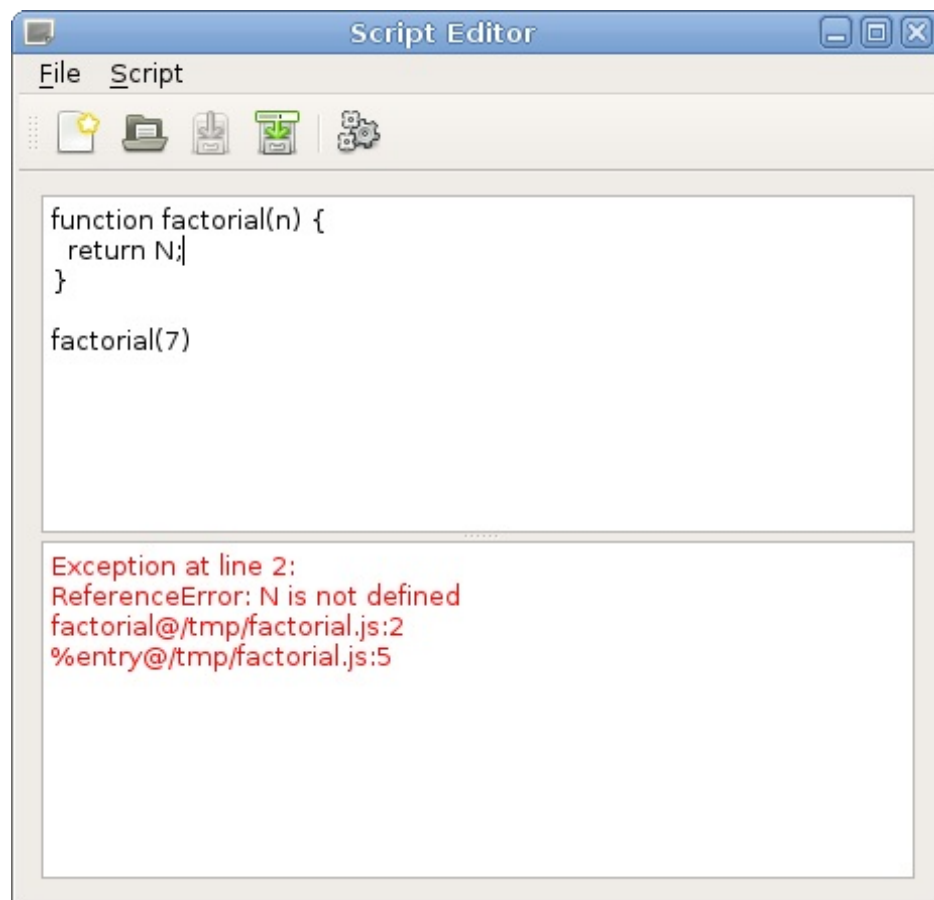 Script Editor
File Script
function factorial(n) {
  return N;
}
factorial(7)
Exception at line 2:
ReferenceError: N is not defined
factorial@/tmp/factorial.js:2
%entry@/tmp/factorial.js:5